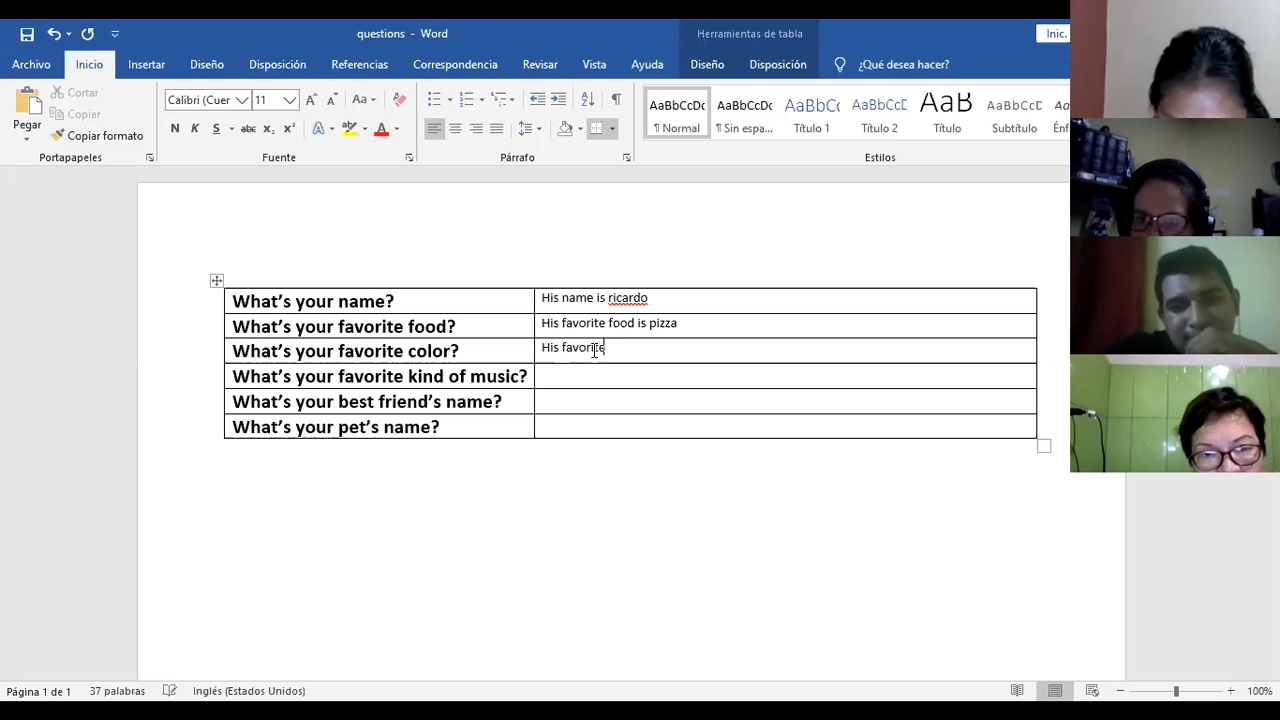 questions - Word
Herramientas de tabla
Inic.
Archivo Inicio Insertar Diseño Disposición Referencias Correspondencia Revisar Vista Ayuda Diseño Disposición ¿Qué desea hacer?
Pegar
Cortar
Copiar
Copiar formato
Portapapeles
Calibri (Cuer 11
N K S abc x₂ x²
Fuente
Párrafo
AaBbCcDc AaBbCcDc AaBbCc AaBbCcD AaB AaBbCcD
¶ Normal ¶ Sin espa... Título 1 Título 2 Título Subtítulo
Estilos
What's your name? His name is ricardo
What's your favorite food? His favorite food is pizza
What's your favorite color? His favorite
What's your favorite kind of music?
What's your best friend's name?
What's your pet's name?
Página 1 de 1 37 palabras Inglés (Estados Unidos) 100%